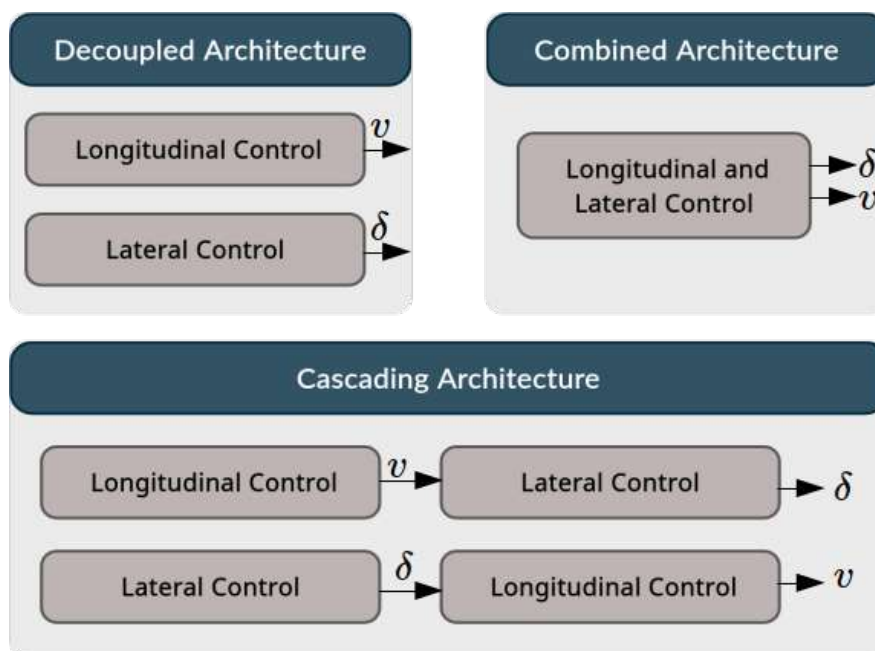 Decoupled Architecture
Longitudinal Control
v
Lateral Control
δ
Combined Architecture
Longitudinal and
Lateral Control
δ
v
Cascading Architecture
Longitudinal Control
v
Lateral Control
δ
Lateral Control
δ
Longitudinal Control
v